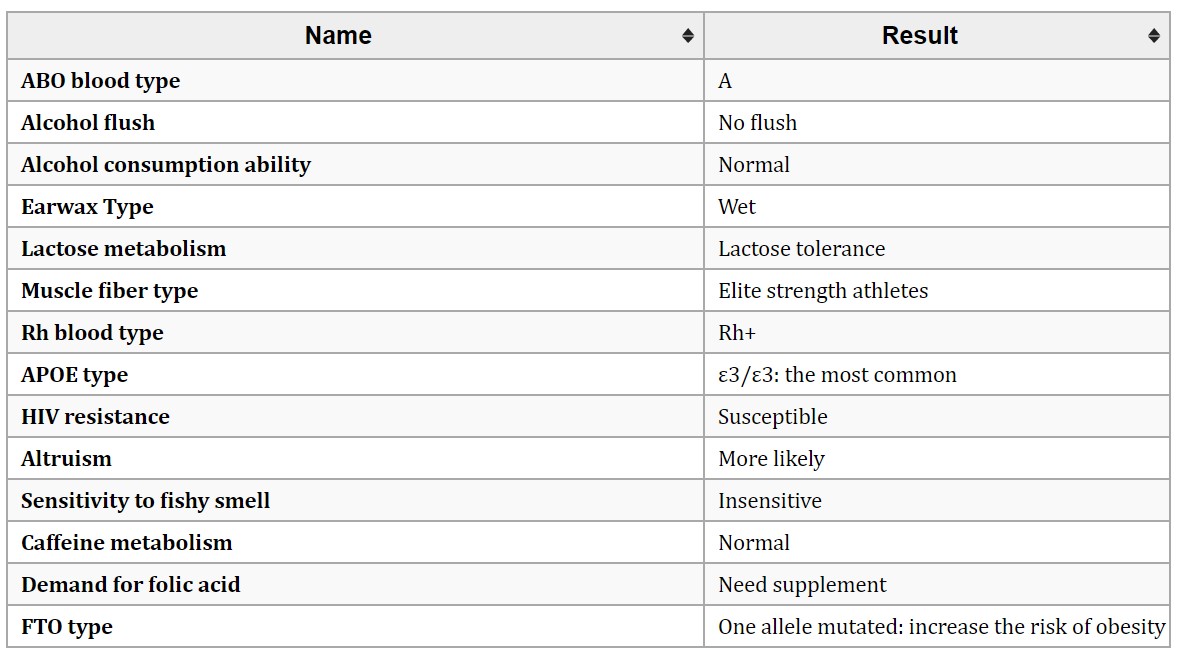 Name Result
ABO blood type A
Alcohol flush No flush
Alcohol consumption ability Normal
Earwax Type Wet
Lactose metabolism Lactose tolerance
Muscle fiber type Elite strength athletes
Rh blood type Rh+
APOE type ε3/ε3: the most common
HIV resistance Susceptible
Altruism More likely
Sensitivity to fishy smell Insensitive
Caffeine metabolism Normal
Demand for folic acid Need supplement
FTO type One allele mutated: increase the risk of obesity